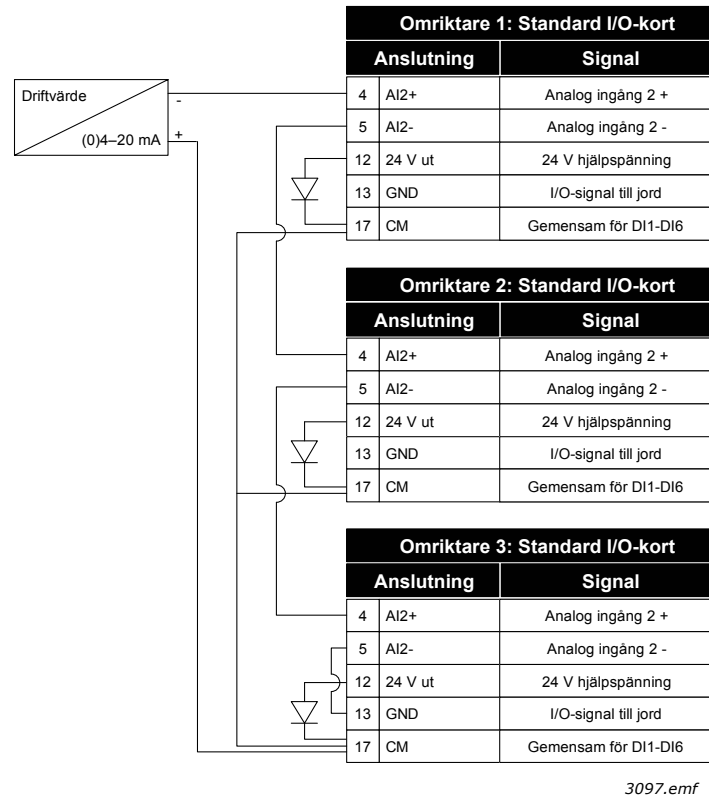 Driftvärde
-
(0)4–20 mA
+
Omriktare 1: Standard I/O-kort
Anslutning Signal
4 AI2+ Analog ingång 2 +
5 AI2- Analog ingång 2 -
12 24 V ut 24 V hjälpspänning
13 GND I/O-signal till jord
17 CM Gemensam för DI1-DI6
Omriktare 2: Standard I/O-kort
Anslutning Signal
4 AI2+ Analog ingång 2 +
5 AI2- Analog ingång 2 -
12 24 V ut 24 V hjälpspänning
13 GND I/O-signal till jord
17 CM Gemensam för DI1-DI6
Omriktare 3: Standard I/O-kort
Anslutning Signal
4 AI2+ Analog ingång 2 +
5 AI2- Analog ingång 2 -
12 24 V ut 24 V hjälpspänning
13 GND I/O-signal till jord
17 CM Gemensam för DI1-DI6
3097.emf